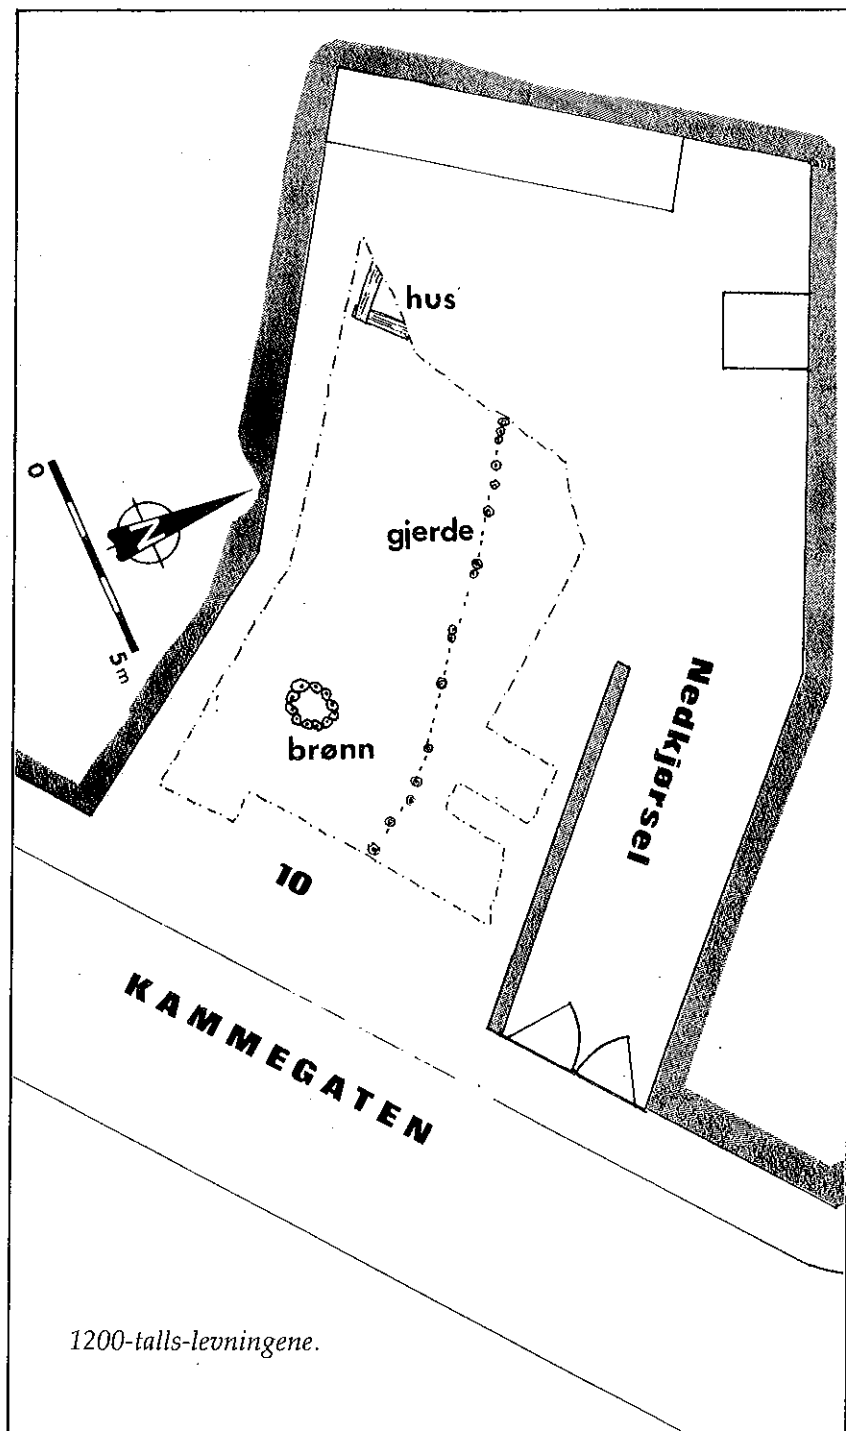 hus
gjerde
0
N
5 m
brønn
Nedkjørsel
10
KAMMEGATEN
1200-talls-levningene.